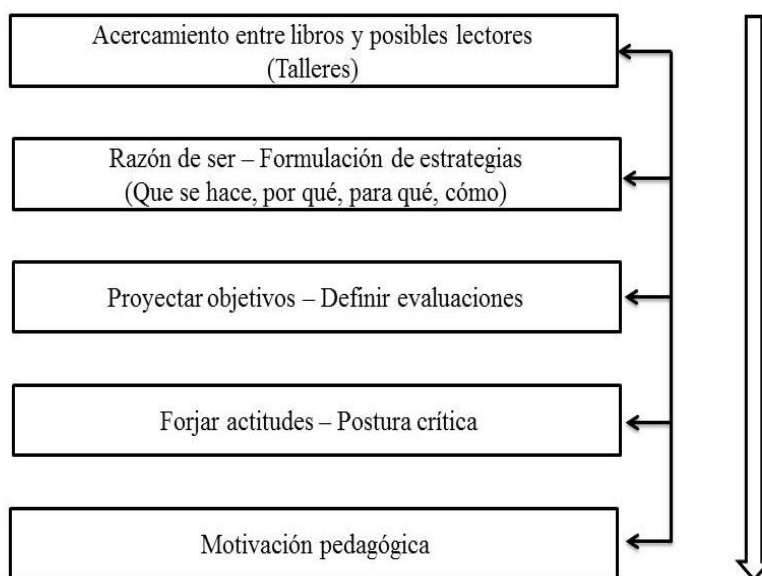 Acercamiento entre libros y posibles lectores
(Talleres)
Razón de ser – Formulación de estrategias
(Que se hace, por qué, para qué, cómo)
Proyectar objetivos – Definir evaluaciones
Forjar actitudes – Postura crítica
Motivación pedagógica